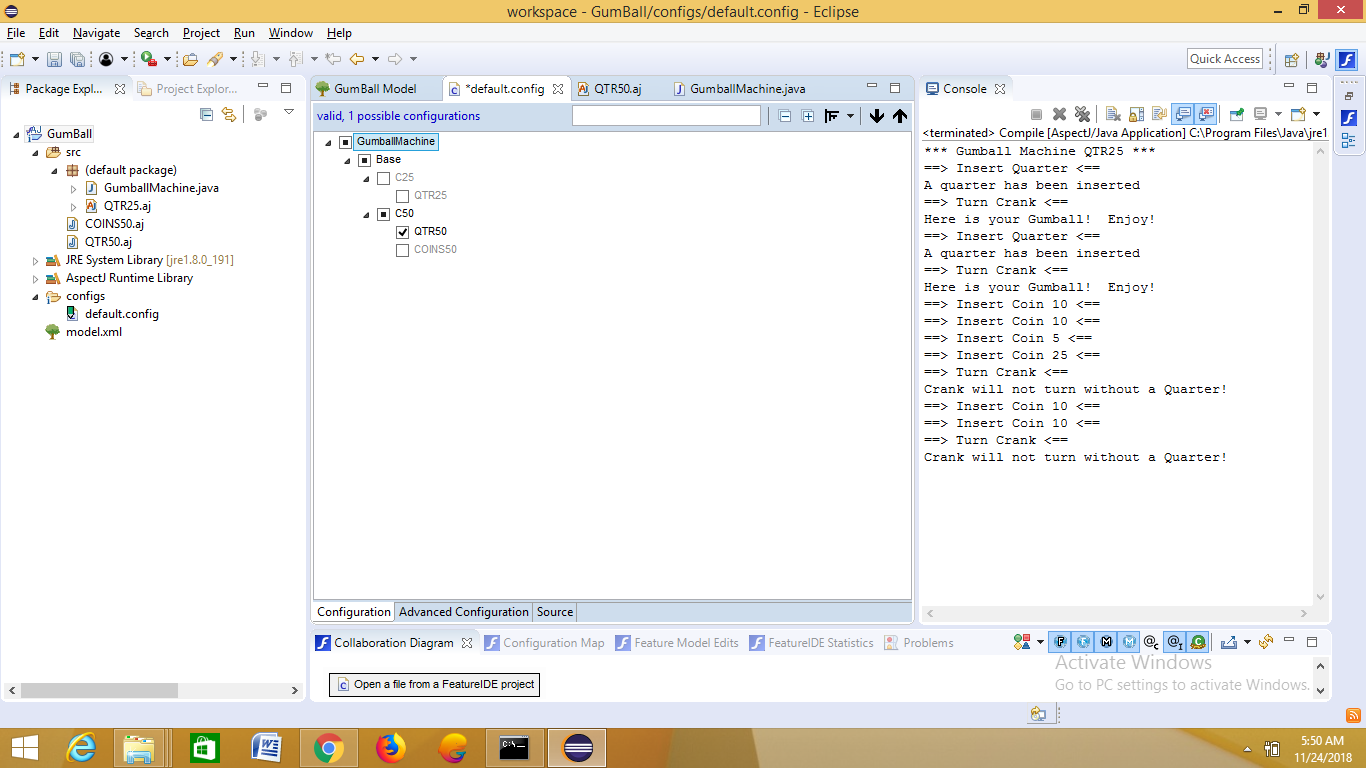 workspace - GumBall/configs/default.config - Eclipse
File Edit Navigate Search Project Run Window Help
Quick Access
Package Expl...
Project Explor...
GumBall
src
(default package)
GumballMachine.java
QTR25.aj
COINS50.aj
QTR50.aj
JRE System Library [jre1.8.0_191]
AspectJ Runtime Library
configs
default.config
model.xml
GumBall Model
*default.config
QTR50.aj
GumballMachine.java
valid, 1 possible configurations
GumballMachine
Base
C25
QTR25
C50
QTR50
COINS50
Configuration Advanced Configuration Source
Console
<terminated> Compile [AspectJ/Java Application] C:\Program Files\Java\jre1
*** Gumball Machine QTR25 ***
==> Insert Quarter <==
A quarter has been inserted
==> Turn Crank <==
Here is your Gumball!  Enjoy!
==> Insert Quarter <==
A quarter has been inserted
==> Turn Crank <==
Here is your Gumball!  Enjoy!
==> Insert Coin 10 <==
==> Insert Coin 10 <==
==> Insert Coin 5 <==
==> Insert Coin 25 <==
==> Turn Crank <==
Crank will not turn without a Quarter!
==> Insert Coin 10 <==
==> Insert Coin 10 <==
==> Turn Crank <==
Crank will not turn without a Quarter!
Collaboration Diagram
Configuration Map
Feature Model Edits
FeatureIDE Statistics
Problems
Open a file from a FeatureIDE project
Activate Windows
Go to PC settings to activate Windows.
5:50 AM
11/24/2018